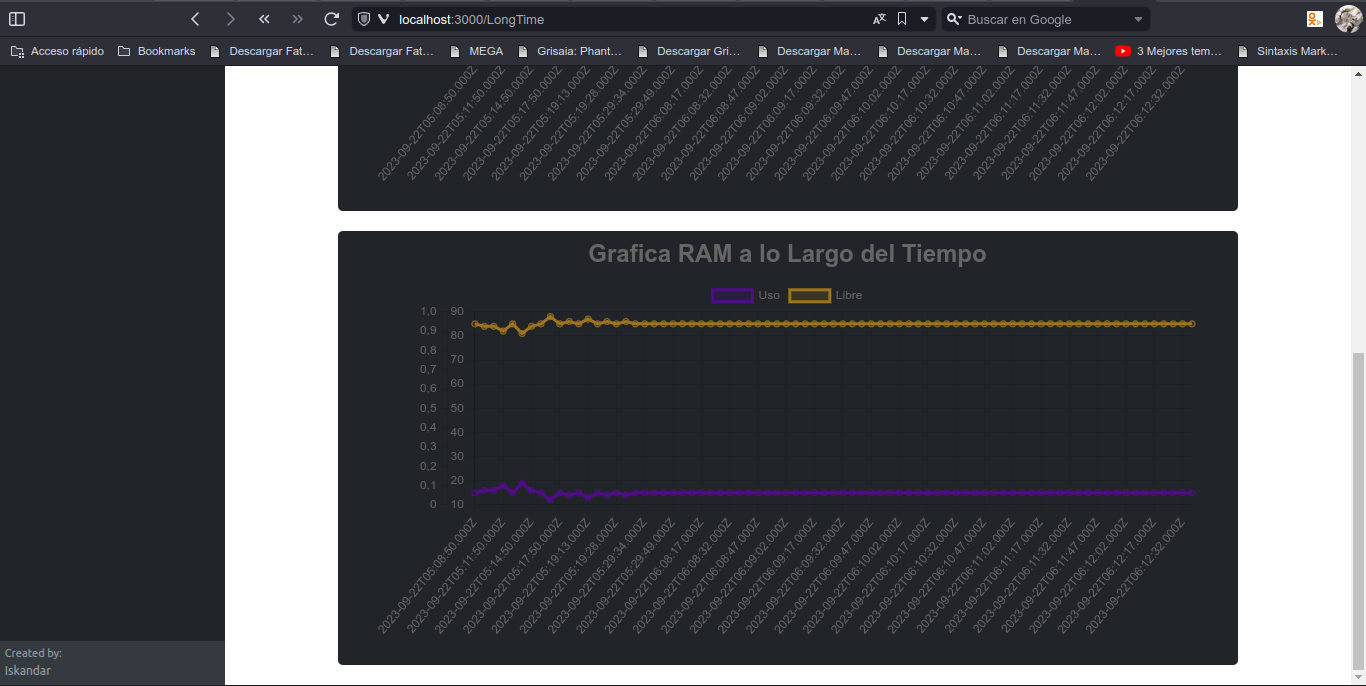 localhost:3000/LongTime
Buscar en Google
Acceso rápido
Bookmarks
Descargar Fat...
Descargar Fat...
MEGA
Grisaia: Phant...
Descargar Gri...
Descargar Ma...
Descargar Ma...
Descargar Ma...
3 Mejores tem...
Sintaxis Mark...
2023-09-22T05:08:50.000Z
2023-09-22T05:11:50.000Z
2023-09-22T05:14:50.000Z
2023-09-22T05:17:50.000Z
2023-09-22T05:19:13.000Z
2023-09-22T05:19:28.000Z
2023-09-22T05:29:34.000Z
2023-09-22T05:29:49.000Z
2023-09-22T06:08:17.000Z
2023-09-22T06:08:32.000Z
2023-09-22T06:08:47.000Z
2023-09-22T06:09:02.000Z
2023-09-22T06:09:17.000Z
2023-09-22T06:09:32.000Z
2023-09-22T06:09:47.000Z
2023-09-22T06:10:02.000Z
2023-09-22T06:10:17.000Z
2023-09-22T06:10:32.000Z
2023-09-22T06:10:47.000Z
2023-09-22T06:11:02.000Z
2023-09-22T06:11:17.000Z
2023-09-22T06:11:32.000Z
2023-09-22T06:11:47.000Z
2023-09-22T06:12:02.000Z
2023-09-22T06:12:17.000Z
2023-09-22T06:12:32.000Z
Grafica RAM a lo Largo del Tiempo
Uso
Libre
1,0
0,9
0,8
0,7
0,6
0,5
0,4
0,3
0,2
0,1
0
90
80
70
60
50
40
30
20
10
2023-09-22T05:08:50.000Z
2023-09-22T05:11:50.000Z
2023-09-22T05:14:50.000Z
2023-09-22T05:17:50.000Z
2023-09-22T05:19:13.000Z
2023-09-22T05:19:28.000Z
2023-09-22T05:29:34.000Z
2023-09-22T05:29:49.000Z
2023-09-22T06:08:17.000Z
2023-09-22T06:08:32.000Z
2023-09-22T06:08:47.000Z
2023-09-22T06:09:02.000Z
2023-09-22T06:09:17.000Z
2023-09-22T06:09:32.000Z
2023-09-22T06:09:47.000Z
2023-09-22T06:10:02.000Z
2023-09-22T06:10:17.000Z
2023-09-22T06:10:32.000Z
2023-09-22T06:10:47.000Z
2023-09-22T06:11:02.000Z
2023-09-22T06:11:17.000Z
2023-09-22T06:11:32.000Z
2023-09-22T06:11:47.000Z
2023-09-22T06:12:02.000Z
2023-09-22T06:12:17.000Z
2023-09-22T06:12:32.000Z
Created by:
Iskandar